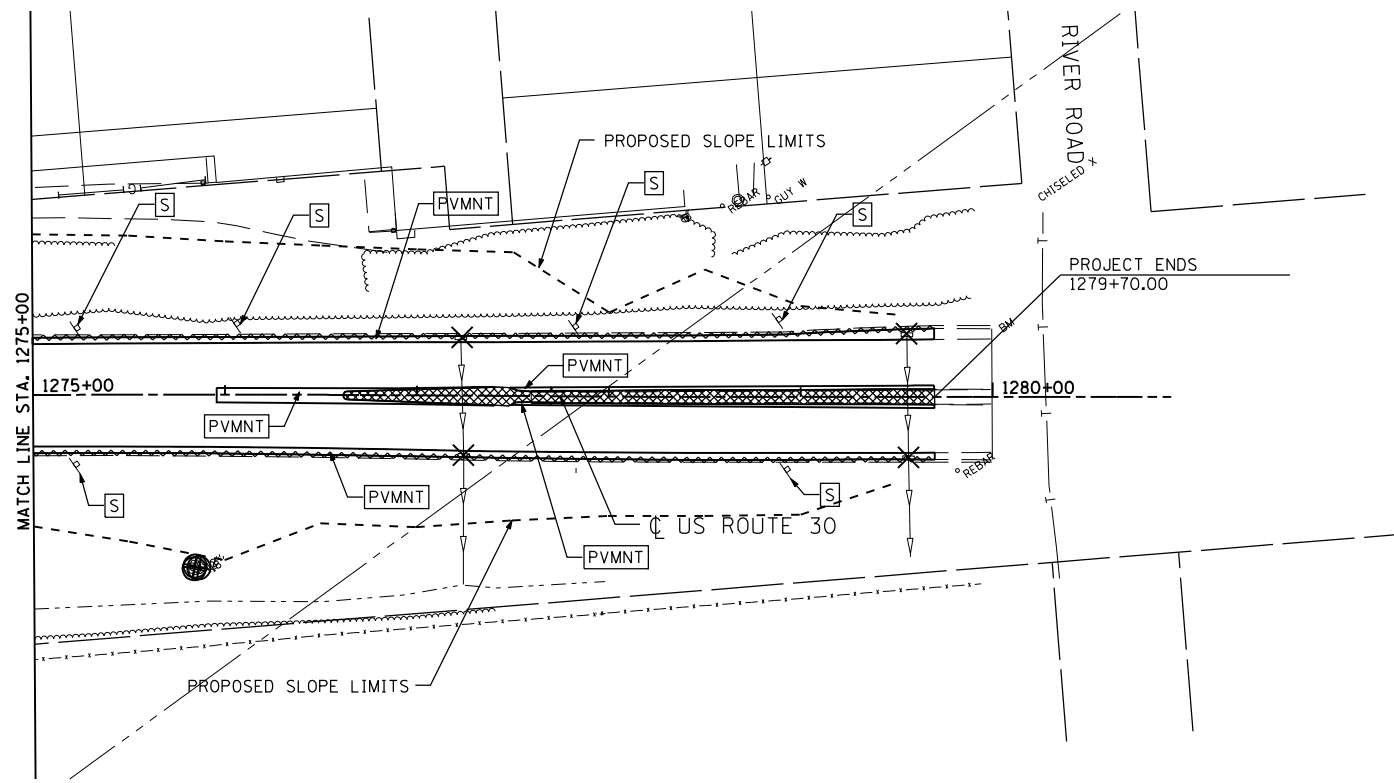 RIVER ROAD
PROPOSED SLOPE LIMITS
CHISELED X
S
S
S
S
PVMNT
REBAR
GUY W
PROJECT ENDS
1279+70.00
BM
MATCH LINE STA. 1275+00
1275+00
PVMNT
1280+00
PVMNT
REBAR
PVMNT
S
S
℄ US ROUTE 30
PVMNT
PROPOSED SLOPE LIMITS